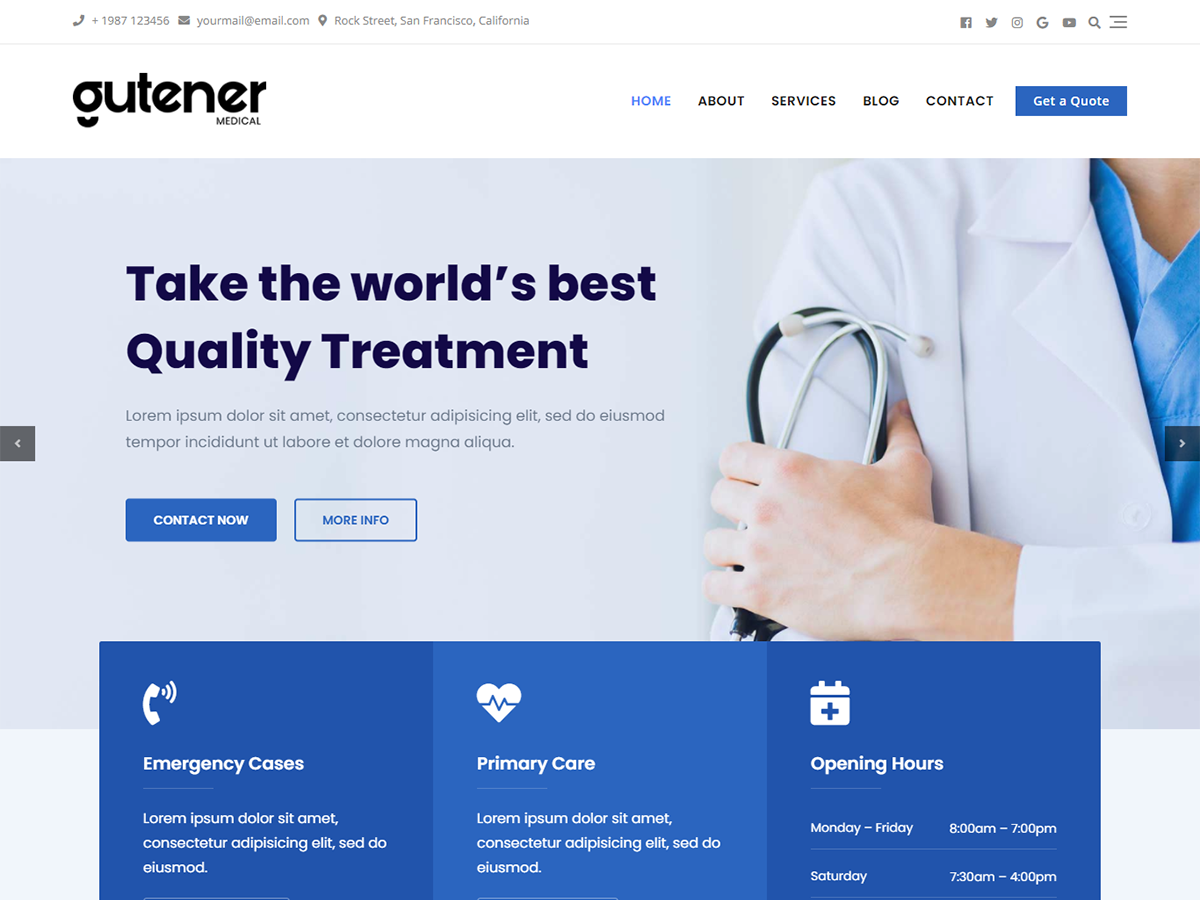 + 1987 123456 yourmail@email.com Rock Street, San Francisco, California
gutener
MEDICAL
HOME ABOUT SERVICES BLOG CONTACT Get a Quote
Take the world’s best
Quality Treatment
Lorem ipsum dolor sit amet, consectetur adipisicing elit, sed do eiusmod
tempor incididunt ut labore et dolore magna aliqua.
CONTACT NOW MORE INFO
Emergency Cases
Lorem ipsum dolor sit amet,
consectetur adipisicing elit, sed do
eiusmod.
Primary Care
Lorem ipsum dolor sit amet,
consectetur adipisicing elit, sed do
eiusmod.
Opening Hours
Monday – Friday 8:00am – 7:00pm
Saturday 7:30am – 4:00pm